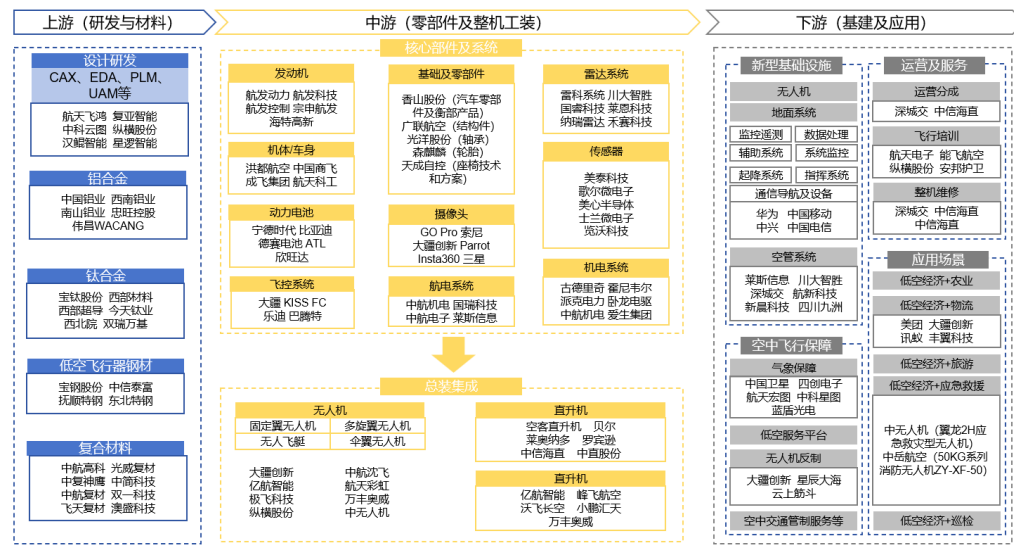 上游（研发与材料）
中游（零部件及整机工装）
下游（基建及应用）
设计研发
CAX、EDA、PLM、
UAM等
航天飞鸿 复亚智能
中科云图 纵横股份
汉鲲智能 星逻智能
铝合金
中国铝业 西南铝业
南山铝业 忠旺控股
伟昌WACANG
钛合金
宝钛股份 西部材料
西部超导 今天钛业
西北院 双瑞万基
低空飞行器钢材
宝钢股份 中信泰富
抚顺特钢 东北特钢
复合材料
中航高科 光威复材
中复神鹰 中简科技
中航复材 双一科技
飞天复材 澳盛科技
核心部件及系统
发动机
航发动力 航发科技
航发控制 宗申航发
海特高新
机体/车身
洪都航空 中国商飞
成飞集团 航天科工
动力电池
宁德时代 比亚迪
德赛电池 ATL
欣旺达
飞控系统
大疆 KISS FC
乐迪 巴腾特
基础及零部件
香山股份（汽车零部
件及衡部产品）
广联航空（结构件）
光洋股份（轴承）
森麒麟（轮胎）
天成自控（座椅技术
和方案）
摄像头
GO Pro 索尼
大疆创新 Parrot
Insta360 三星
航电系统
中航机电 国瑞科技
中航电子 莱斯信息
雷达系统
雷科系统 川大智胜
国睿科技 莱恩科技
纳瑞雷达 禾赛科技
传感器
美泰科技
歌尔微电子
美心半导体
士兰微电子
览沃科技
机电系统
古德里奇 霍尼韦尔
派克电力 卧龙电驱
中航机电 爱生集团
总装集成
无人机
固定翼无人机 多旋翼无人机
无人飞艇 伞翼无人机
大疆创新 中航沈飞
亿航智能 航天彩虹
极飞科技 万丰奥威
纵横股份 中无人机
直升机
空客直升机 贝尔
莱奥纳多 罗宾逊
中信海直 中直股份
直升机
亿航智能 峰飞航空
沃飞长空 小鹏汇天
万丰奥威
新型基础设施
无人机
地面系统
监控遥测 数据处理
辅助系统 系统监控
起降系统 指挥系统
通信导航及设备
华为 中国移动
中兴 中国电信
空管系统
莱斯信息 川大智胜
深城交 航新科技
新晨科技 四川九洲
空中飞行保障
气象保障
中国卫星 四创电子
航天宏图 中科星图
蓝盾光电
低空服务平台
无人机反制
大疆创新 星辰大海
云上筋斗
空中交通管制服务等
运营及服务
运营分成
深城交 中信海直
飞行培训
航天电子 能飞航空
纵横股份 安邦护卫
整机维修
深城交 中信海直
中信海直
应用场景
低空经济+农业
低空经济+物流
美团 大疆创新
讯蚁 丰翼科技
低空经济+旅游
低空经济+应急救援
中无人机（翼龙2H应
急救灾型无人机）
中岳航空（50KG系列
消防无人机ZY-XF-50）
低空经济+巡检